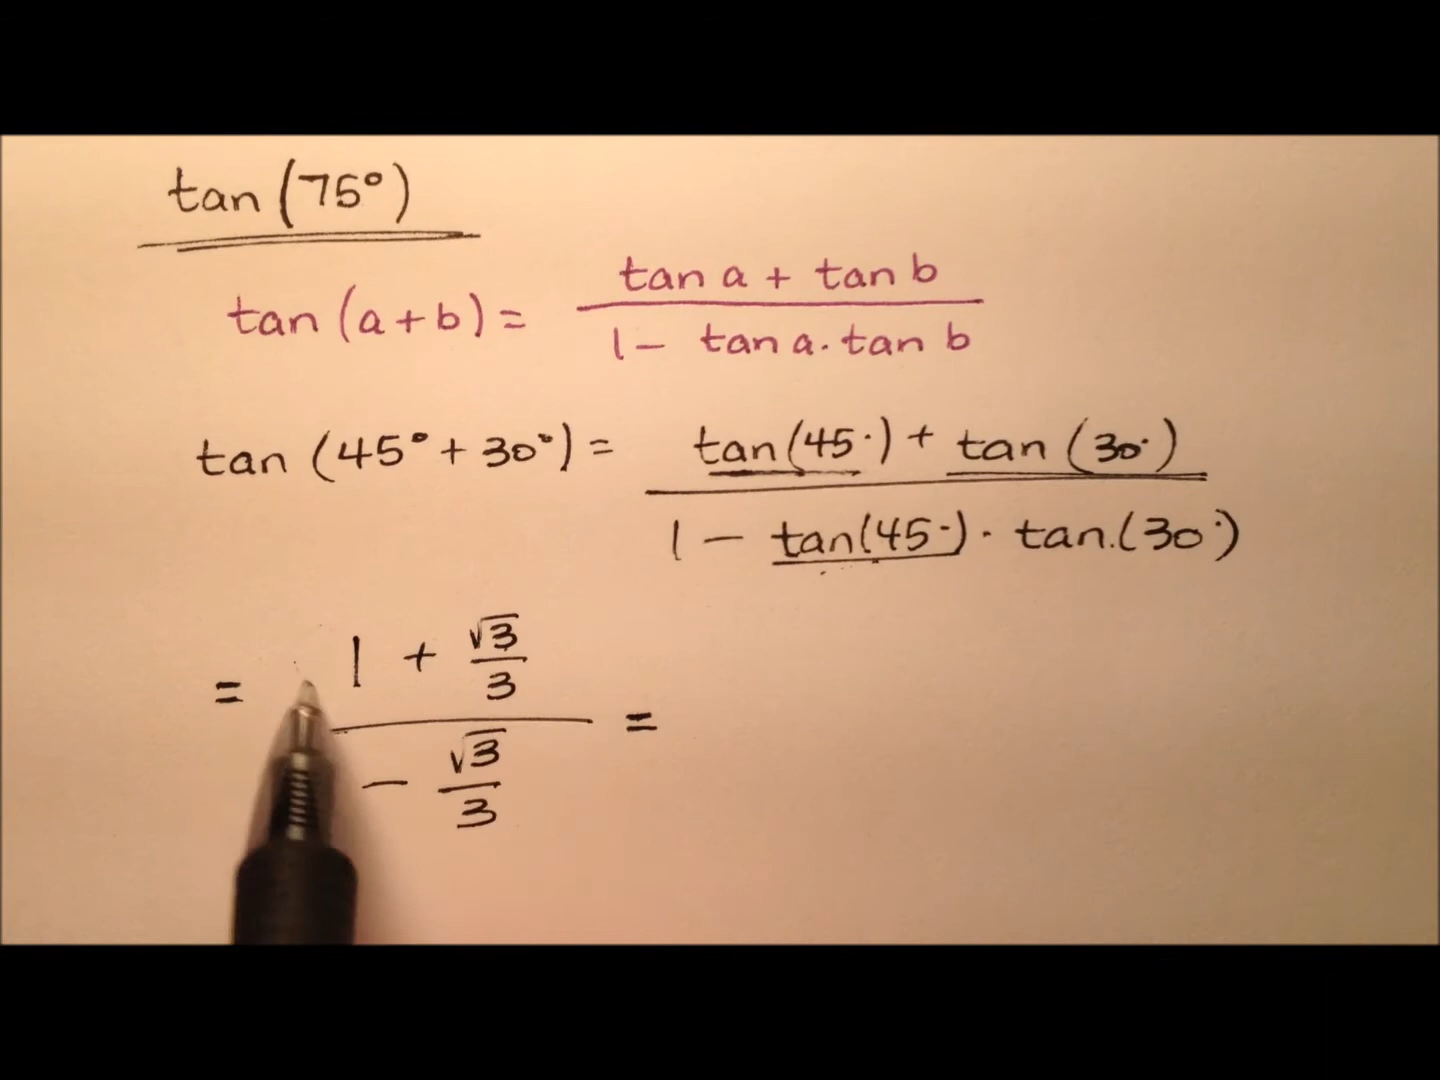 tan (75°)
tan (a+b) = tan a + tan b
1 - tan a . tan b
tan (45° + 30°) = tan(45°) + tan (30°)
1 - tan(45°) . tan.(30°)
= 1 + √3/3
- √3/3 =